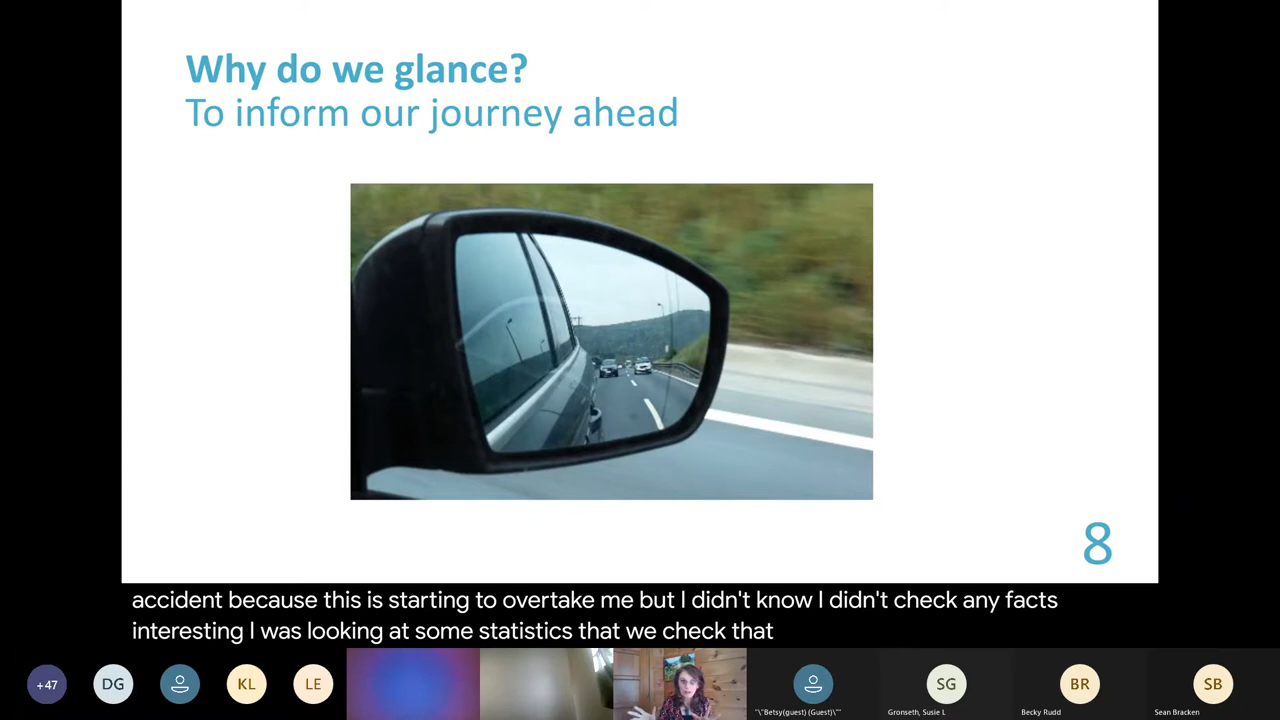 Why do we glance?
To inform our journey ahead
8
accident because this is starting to overtake me but I didn't know I didn't check any facts
interesting I was looking at some statistics that we check that
+47
DG
KL
LE
SG
BR
SB
"\"Betsy(guest) (Guest)\""
Gronseth, Susie L
Becky Rudd
Sean Bracken